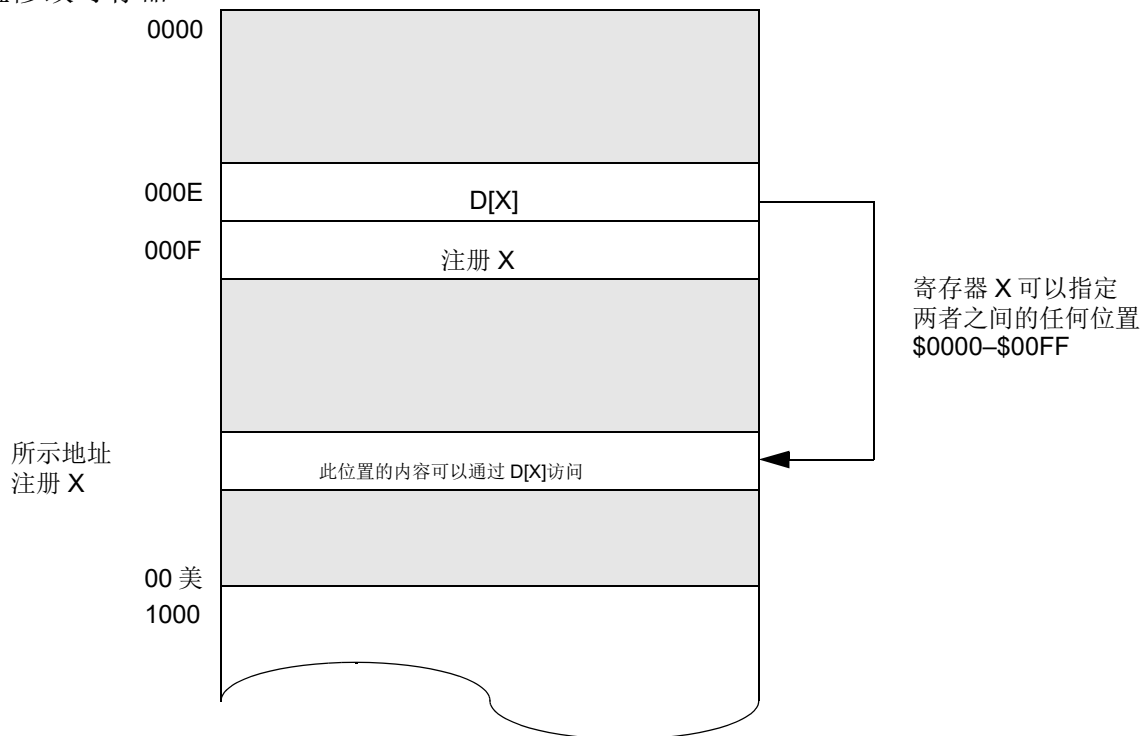 0000
000E
D[X]
000F
注册 X
寄存器 X 可以指定
两者之间的任何位置
$0000–$00FF
所示地址
注册 X
此位置的内容可以通过 D[X]访问
00 美
1000